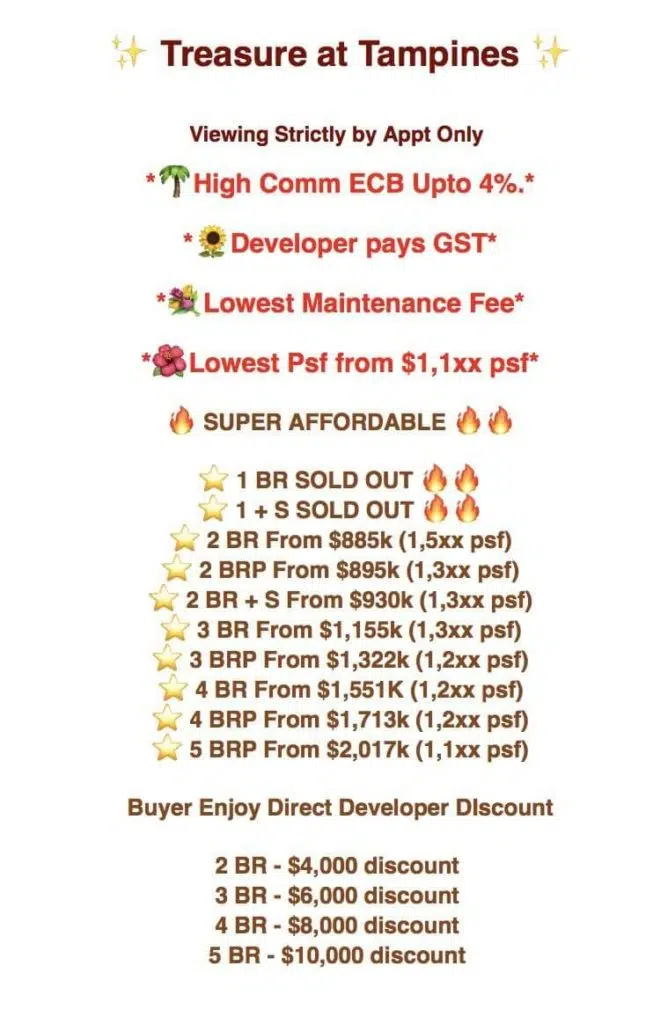 ✨ Treasure at Tampines ✨
Viewing Strictly by Appt Only
*🌴High Comm ECB Upto 4%.*
*🌻Developer pays GST*
*💐Lowest Maintenance Fee*
*🌺Lowest Psf from $1,1xx psf*
🔥 SUPER AFFORDABLE 🔥🔥
⭐ 1 BR SOLD OUT 🔥🔥
⭐ 1 + S SOLD OUT 🔥🔥
⭐ 2 BR From $885k (1,5xx psf)
⭐ 2 BRP From $895k (1,3xx psf)
⭐ 2 BR + S From $930k (1,3xx psf)
⭐ 3 BR From $1,155k (1,3xx psf)
⭐ 3 BRP From $1,322k (1,2xx psf)
⭐ 4 BR From $1,551K (1,2xx psf)
⭐ 4 BRP From $1,713k (1,2xx psf)
⭐ 5 BRP From $2,017k (1,1xx psf)
Buyer Enjoy Direct Developer DIscount
2 BR - $4,000 discount
3 BR - $6,000 discount
4 BR - $8,000 discount
5 BR - $10,000 discount